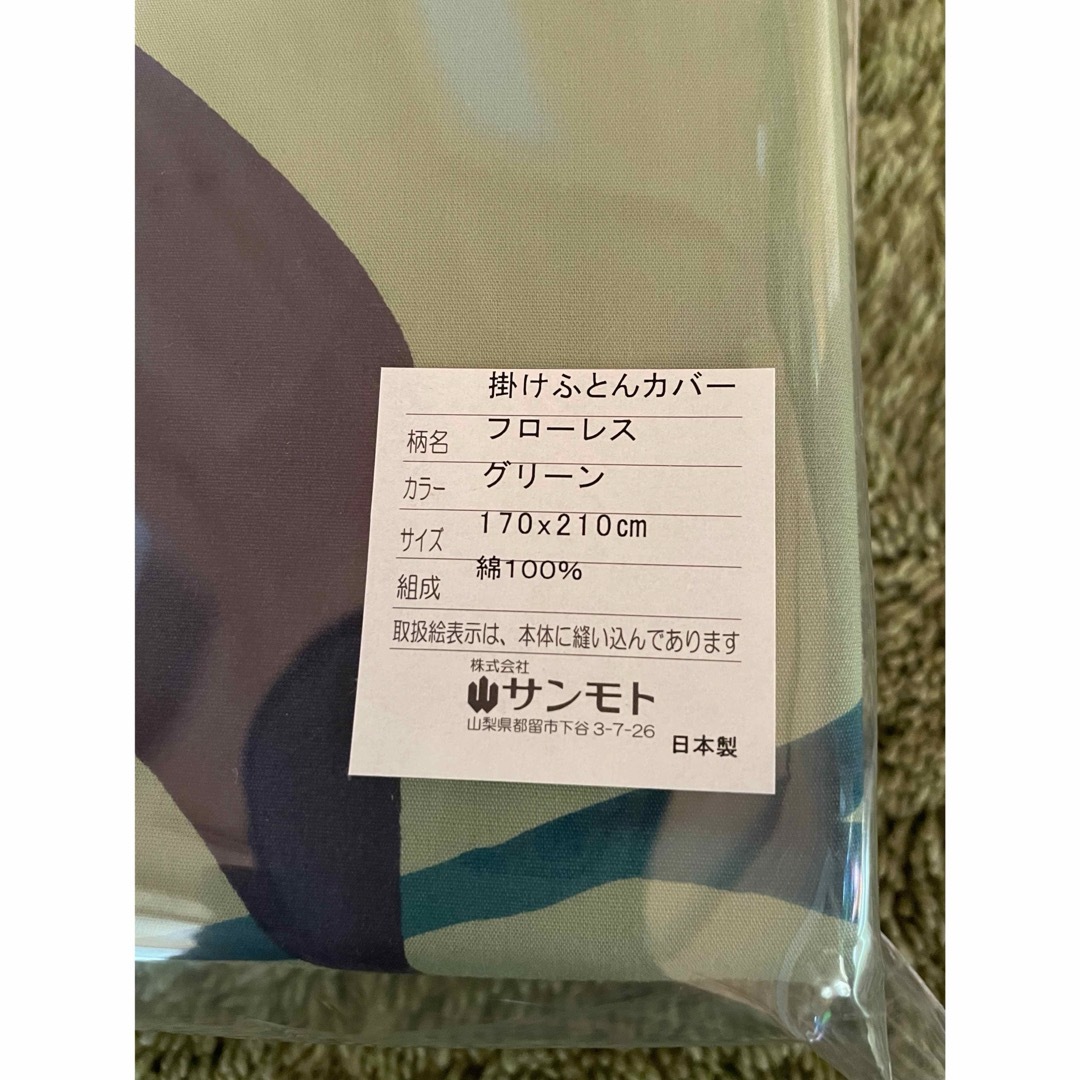 掛けふとんカバー
柄名 フローレス
カラー グリーン
サイズ 170x210cm
組成 綿100%
取扱絵表示は、本体に縫い込んであります
株式会社
サンモト
山梨県都留市下谷3-7-26
日本製